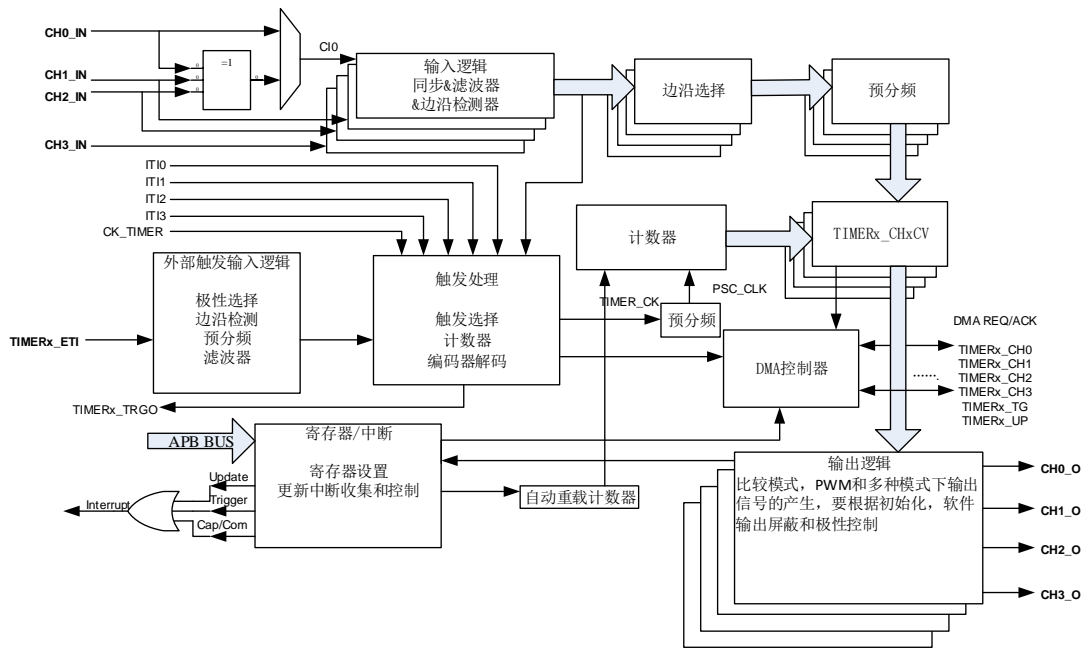 CH0_IN
CH1_IN
CH2_IN
CH3_IN
=1
CI0
输入逻辑
同步&滤波器
&边沿检测器
边沿选择
预分频
ITI0
ITI1
ITI2
ITI3
CK_TIMER
计数器
TIMERx_CHxCV
外部触发输入逻辑
极性选择
边沿检测
预分频
滤波器
TIMERx_ETI
触发处理
触发选择
计数器
编码器解码
TIMER_CK
PSC_CLK
预分频
DMA控制器
DMA REQ/ACK
TIMERx_CH0
TIMERx_CH1
…….
TIMERx_CH2
TIMERx_CH3
TIMERx_TG
TIMERx_UP
TIMERx_TRGO
APB BUS
寄存器/中断
寄存器设置
更新中断收集和控制
Update
Trigger
Cap/Com
Interrupt
自动重载计数器
输出逻辑
比较模式，PWM和多种模式下输出
信号的产生，要根据初始化，软件
输出屏蔽和极性控制
CH0_O
CH1_O
CH2_O
CH3_O